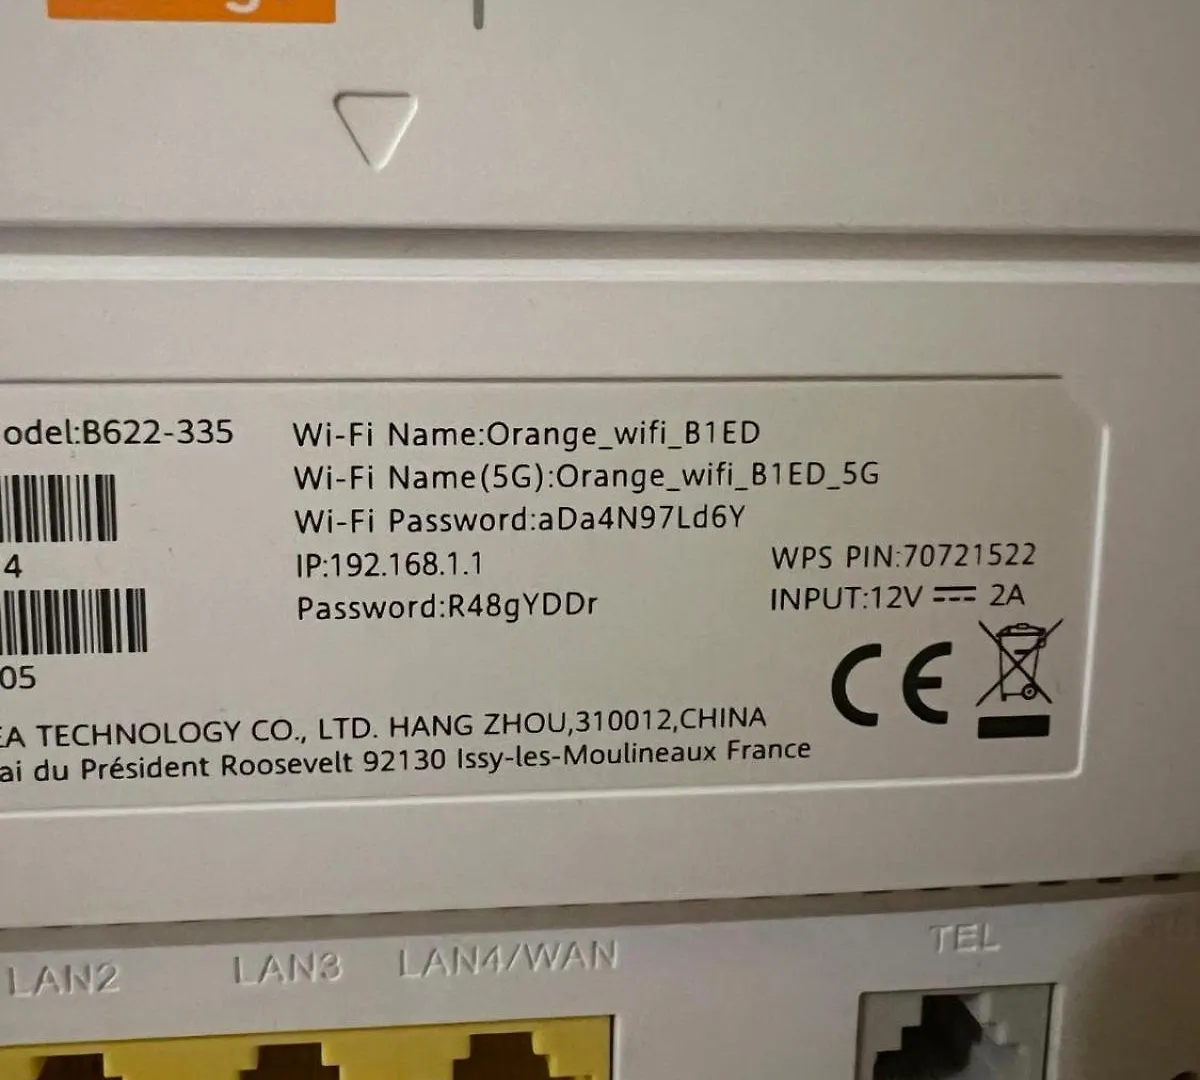 odel:B622-335
Wi-Fi Name:Orange_wifi_B1ED
Wi-Fi Name(5G):Orange_wifi_B1ED_5G
Wi-Fi Password:aDa4N97Ld6Y
4
IP:192.168.1.1
WPS PIN:70721522
Password:R48gYDDr
INPUT:12V ⎓ 2A
05
CE
EA TECHNOLOGY CO., LTD. HANG ZHOU,310012,CHINA
ai du Président Roosevelt 92130 Issy-les-Moulineaux France
LAN2
LAN3
LAN4/WAN
TEL